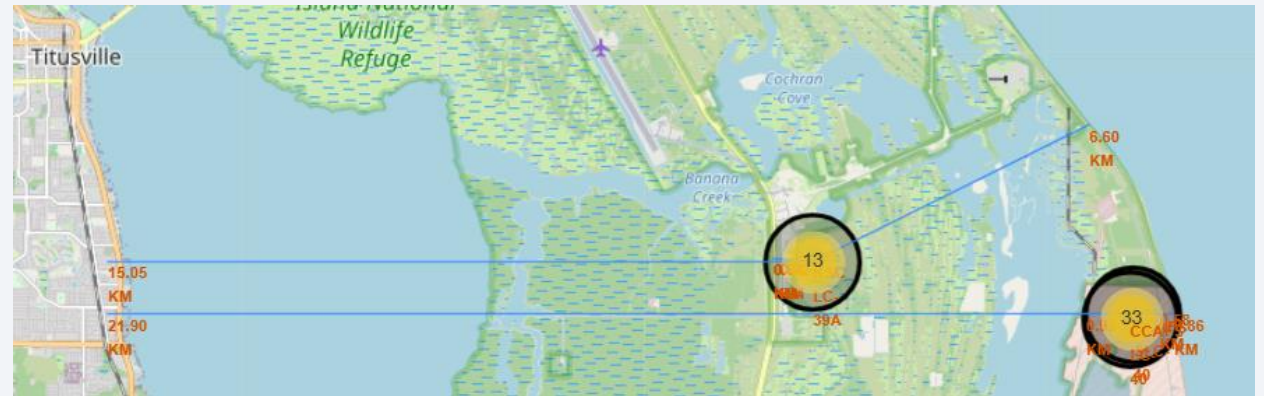 Island National
Wildlife
Refuge
Titusville
Cochran
Cove
6.60
KM
Banana
Creek
13
15.05
KM
LC-
39A
21.90
KM
33
CCA
KM
KM
KM
40